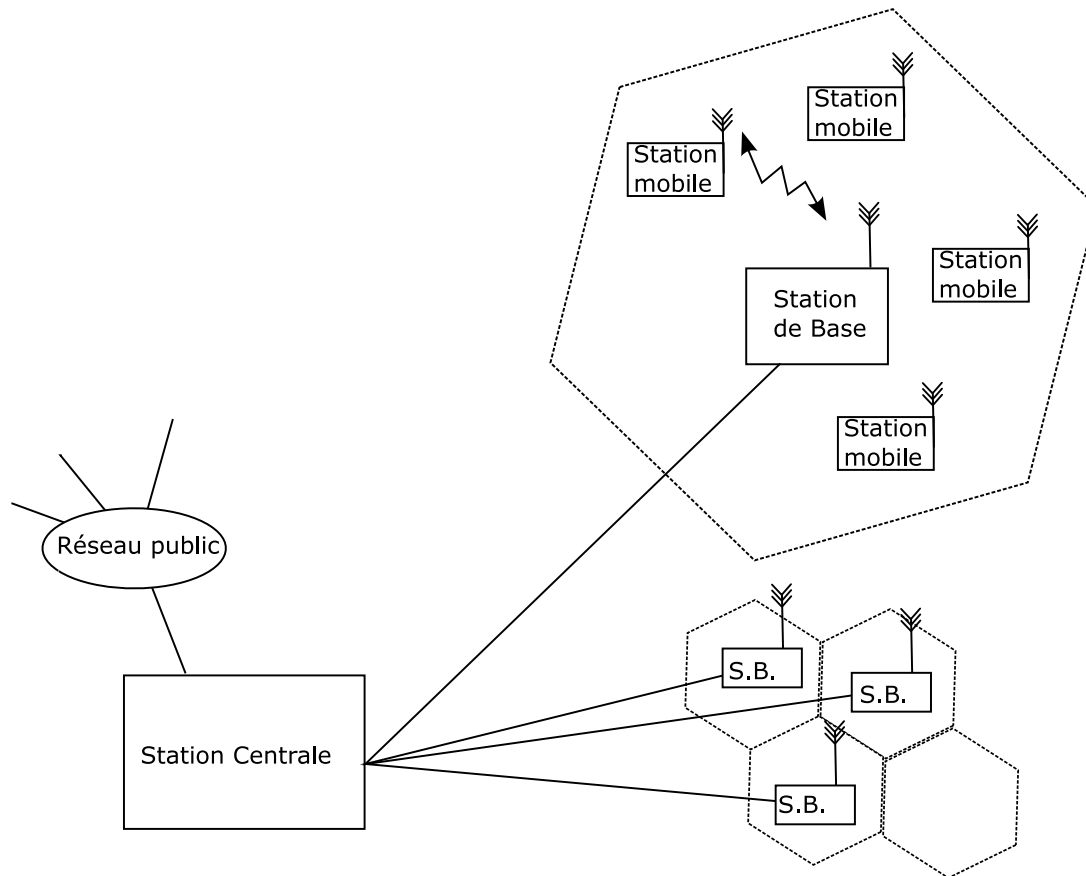 Station
mobile
Station
mobile
Station
mobile
Station
de Base
Station
mobile
Réseau public
Station Centrale
S.B.
S.B.
S.B.